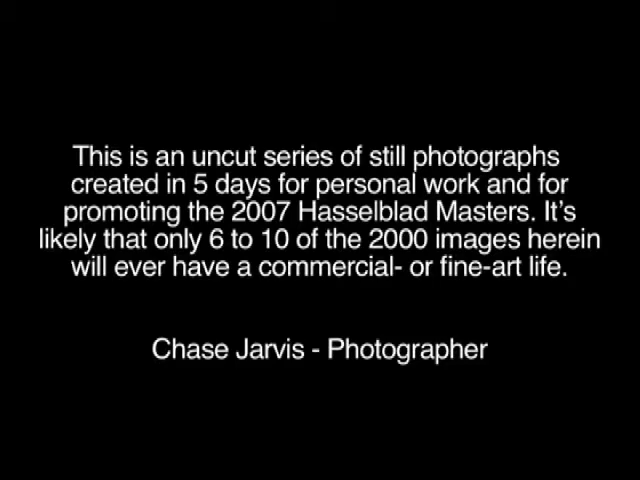 This is an uncut series of still photographs
created in 5 days for personal work and for
promoting the 2007 Hasselblad Masters. It's
likely that only 6 to 10 of the 2000 images herein
will ever have a commercial- or fine-art life.
Chase Jarvis - Photographer